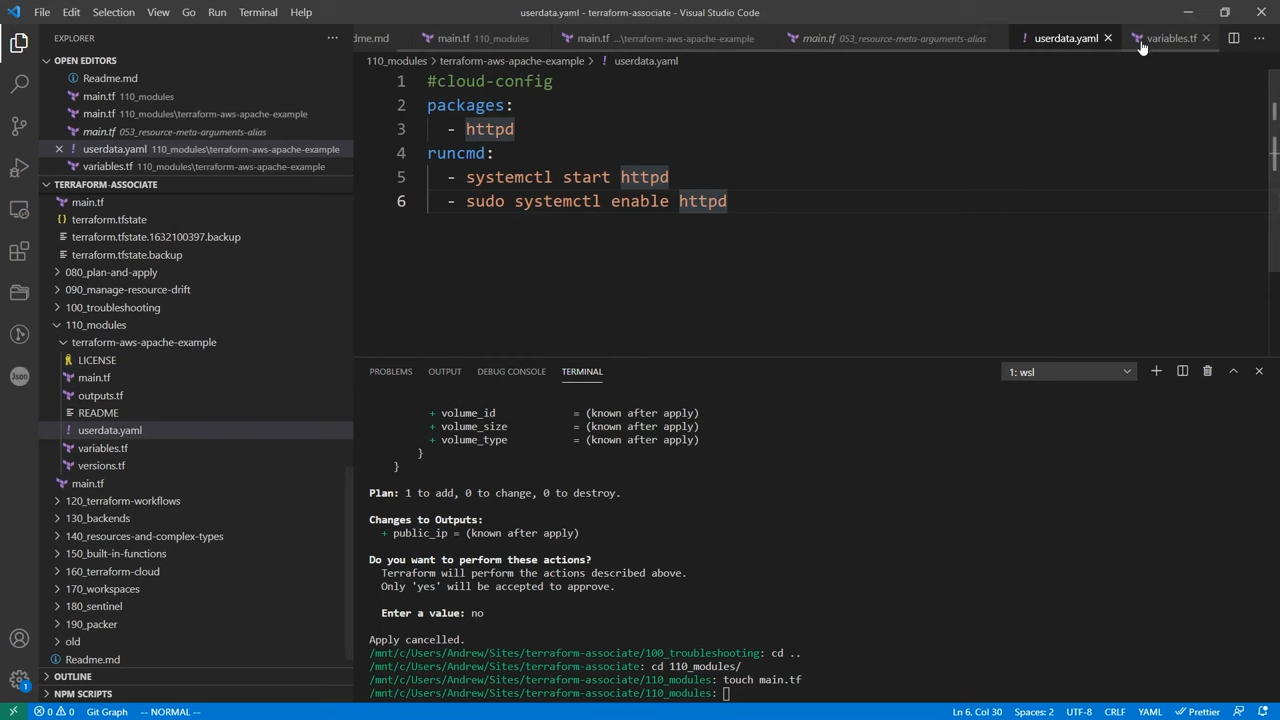 File Edit Selection View Go Run Terminal Help
userdata.yaml - terraform-associate - Visual Studio Code
EXPLORER
OPEN EDITORS
Readme.md
main.tf 110_modules
main.tf 110_modules\terraform-aws-apache-example
main.tf 053_resource-meta-arguments-alias
userdata.yaml 110_modules\terraform-aws-apache-example
variables.tf 110_modules\terraform-aws-apache-example
TERRAFORM-ASSOCIATE
main.tf
terraform.tfstate
terraform.tfstate.1632100397.backup
terraform.tfstate.backup
080_plan-and-apply
090_manage-resource-drift
100_troubleshooting
110_modules
terraform-aws-apache-example
LICENSE
main.tf
outputs.tf
README
userdata.yaml
variables.tf
versions.tf
main.tf
120_terraform-workflows
130_backends
140_resources-and-complex-types
150_built-in-functions
160_terraform-cloud
170_workspaces
180_sentinel
190_packer
old
Readme.md
OUTLINE
NPM SCRIPTS
Json
1
dme.md main.tf 110_modules main.tf ...\terraform-aws-apache-example main.tf 053_resource-meta-arguments-alias userdata.yaml variables.tf
110_modules > terraform-aws-apache-example > userdata.yaml
1 #cloud-config
2 packages:
3 - httpd
4 runcmd:
5 - systemctl start httpd
6 - sudo systemctl enable httpd
PROBLEMS OUTPUT DEBUG CONSOLE TERMINAL 1: wsl
+ volume_id = (known after apply)
+ volume_size = (known after apply)
+ volume_type = (known after apply)
}
}
Plan: 1 to add, 0 to change, 0 to destroy.
Changes to Outputs:
+ public_ip = (known after apply)
Do you want to perform these actions?
Terraform will perform the actions described above.
Only 'yes' will be accepted to approve.
Enter a value: no
Apply cancelled.
/mnt/c/Users/Andrew/Sites/terraform-associate/100_troubleshooting: cd ..
/mnt/c/Users/Andrew/Sites/terraform-associate: cd 110_modules/
/mnt/c/Users/Andrew/Sites/terraform-associate/110_modules: touch main.tf
/mnt/c/Users/Andrew/Sites/terraform-associate/110_modules:
0 0 Git Graph -- NORMAL -- Ln 6, Col 30 Spaces: 2 UTF-8 CRLF YAML Prettier